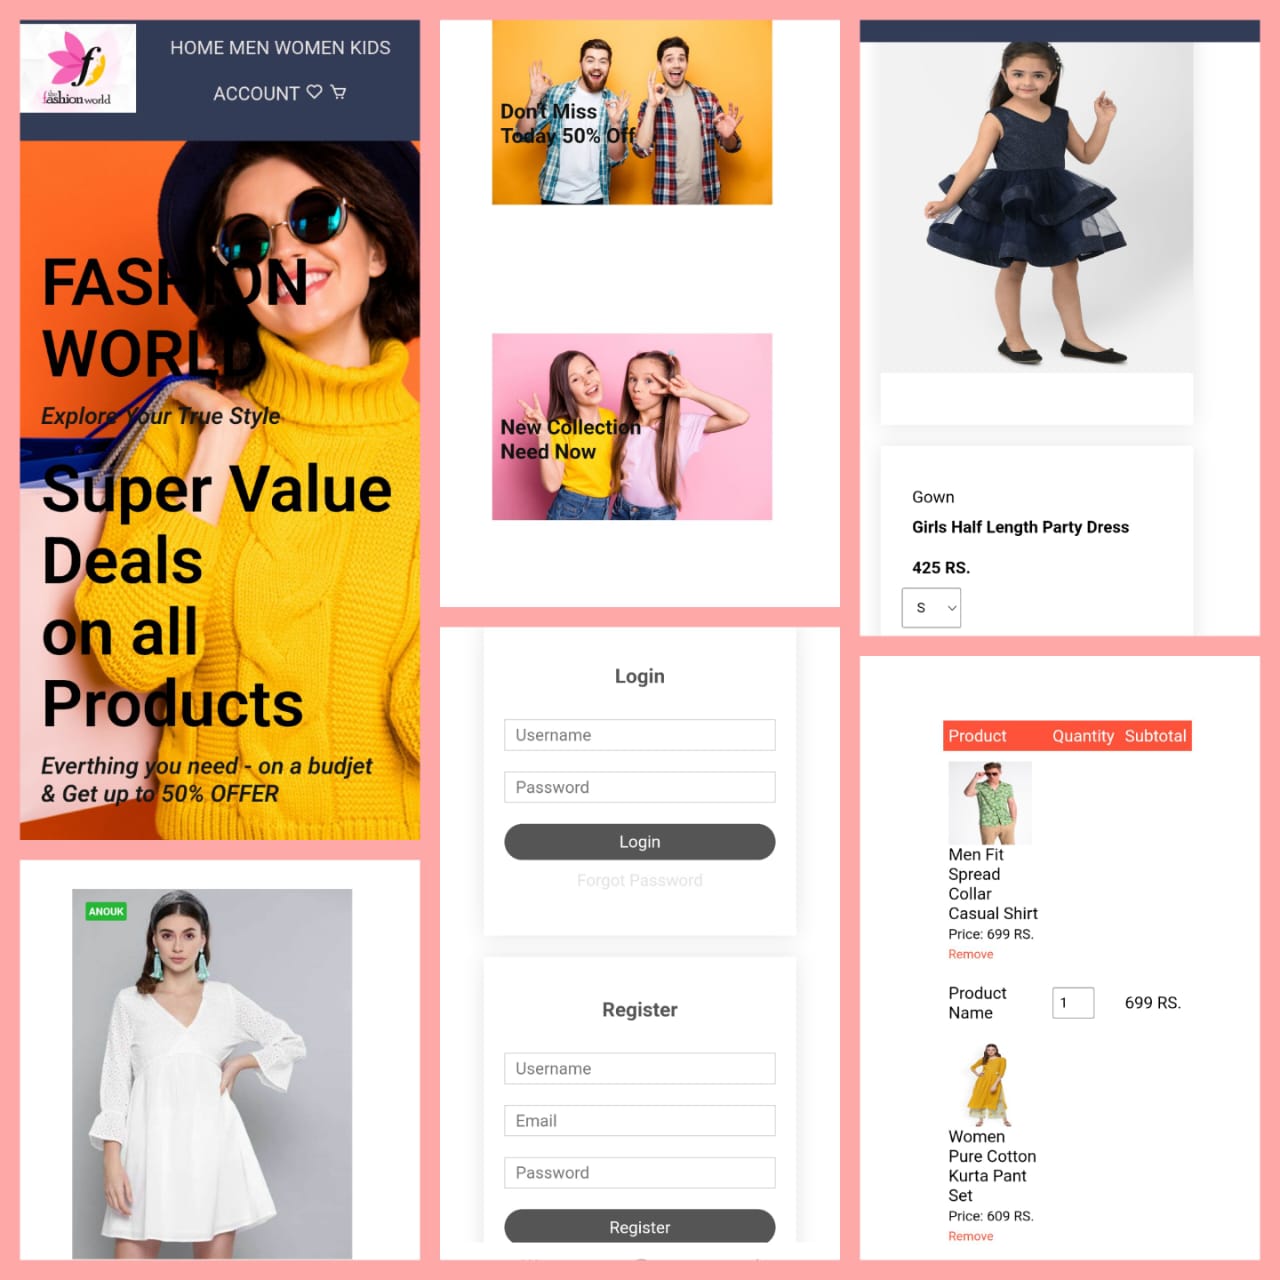 f
the
fashion world
HOME MEN WOMEN KIDS
ACCOUNT
FASHION
WORLD
Explore Your True Style
Super Value
Deals
on all
Products
Everthing you need - on a budjet
& Get up to 50% OFFER
ANOUK
Don't Miss
Today 50% Off
New Collection
Need Now
Login
Username
Password
Login
Forgot Password
Register
Username
Email
Password
Register
Gown
Girls Half Length Party Dress
425 RS.
S
Product Quantity Subtotal
Men Fit
Spread
Collar
Casual Shirt
Price: 699 RS.
Remove
Product
Name
1
699 RS.
Women
Pure Cotton
Kurta Pant
Set
Price: 609 RS.
Remove